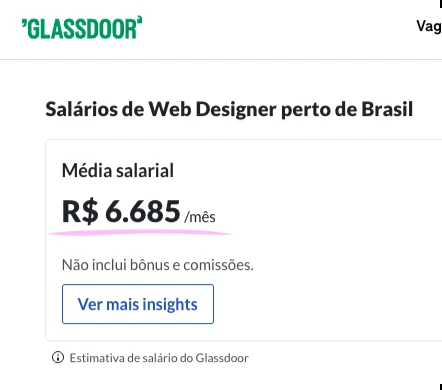 GLASSDOOR
Vag
Salários de Web Designer perto de Brasil
Média salarial
R$ 6.685 /mês
Não inclui bônus e comissões.
Ver mais insights
Estimativa de salário do Glassdoor